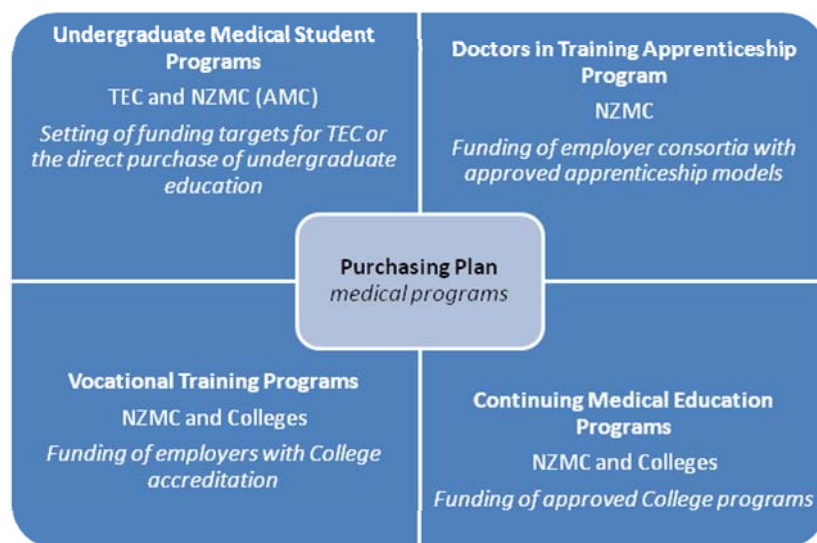 Undergraduate Medical Student
Programs
TEC and NZMC (AMC)
Setting of funding targets for TEC or
the direct purchase of undergraduate
education
Doctors in Training Apprenticeship
Program
NZMC
Funding of employer consortia with
approved apprenticeship models
Purchasing Plan
medical programs
Vocational Training Programs
NZMC and Colleges
Funding of employers with College
accreditation
Continuing Medical Education
Programs
NZMC and Colleges
Funding of approved College programs